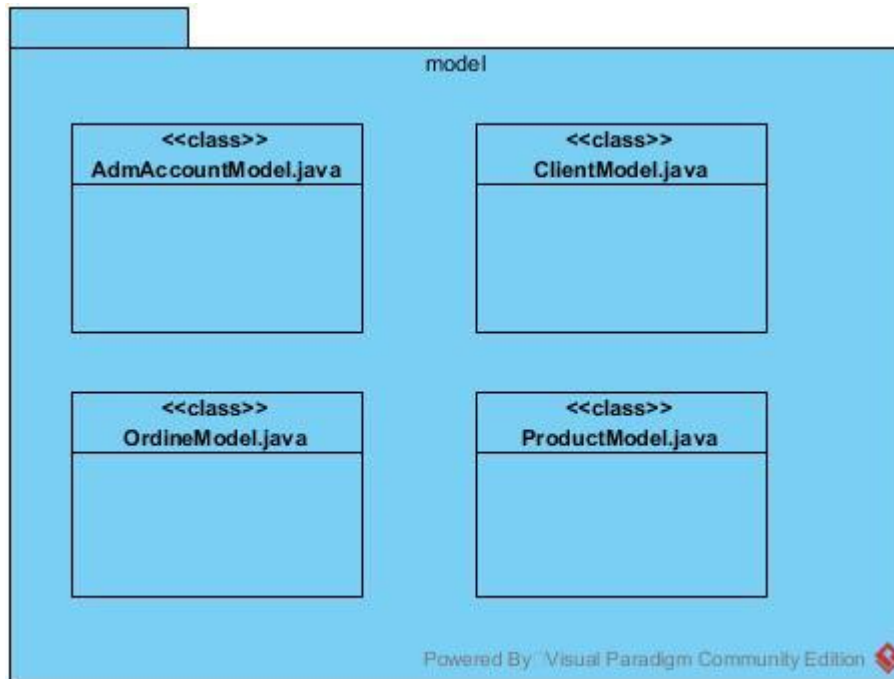 model
<<class>>
AdmAccountModel.java
<<class>>
ClientModel.java
<<class>>
OrdineModel.java
<<class>>
ProductModel.java
Powered By Visual Paradigm Community Edition